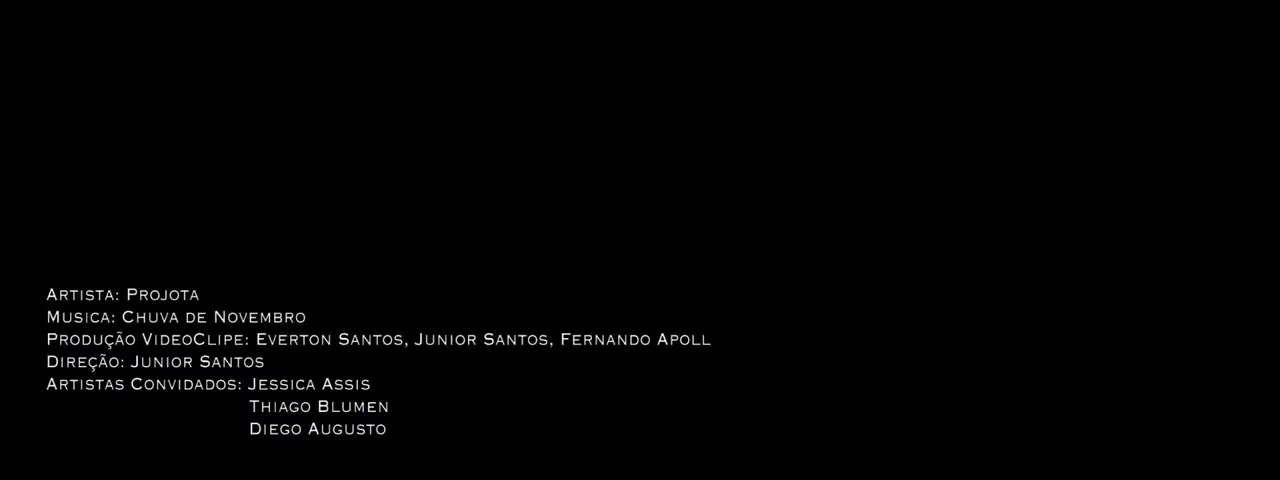 Artista: Projota
Musica: Chuva de Novembro
Produção VideoClipe: Everton Santos, Junior Santos, Fernando Apoll
Direção: Junior Santos
Artistas Convidados: Jessica Assis
Thiago Blumen
Diego Augusto